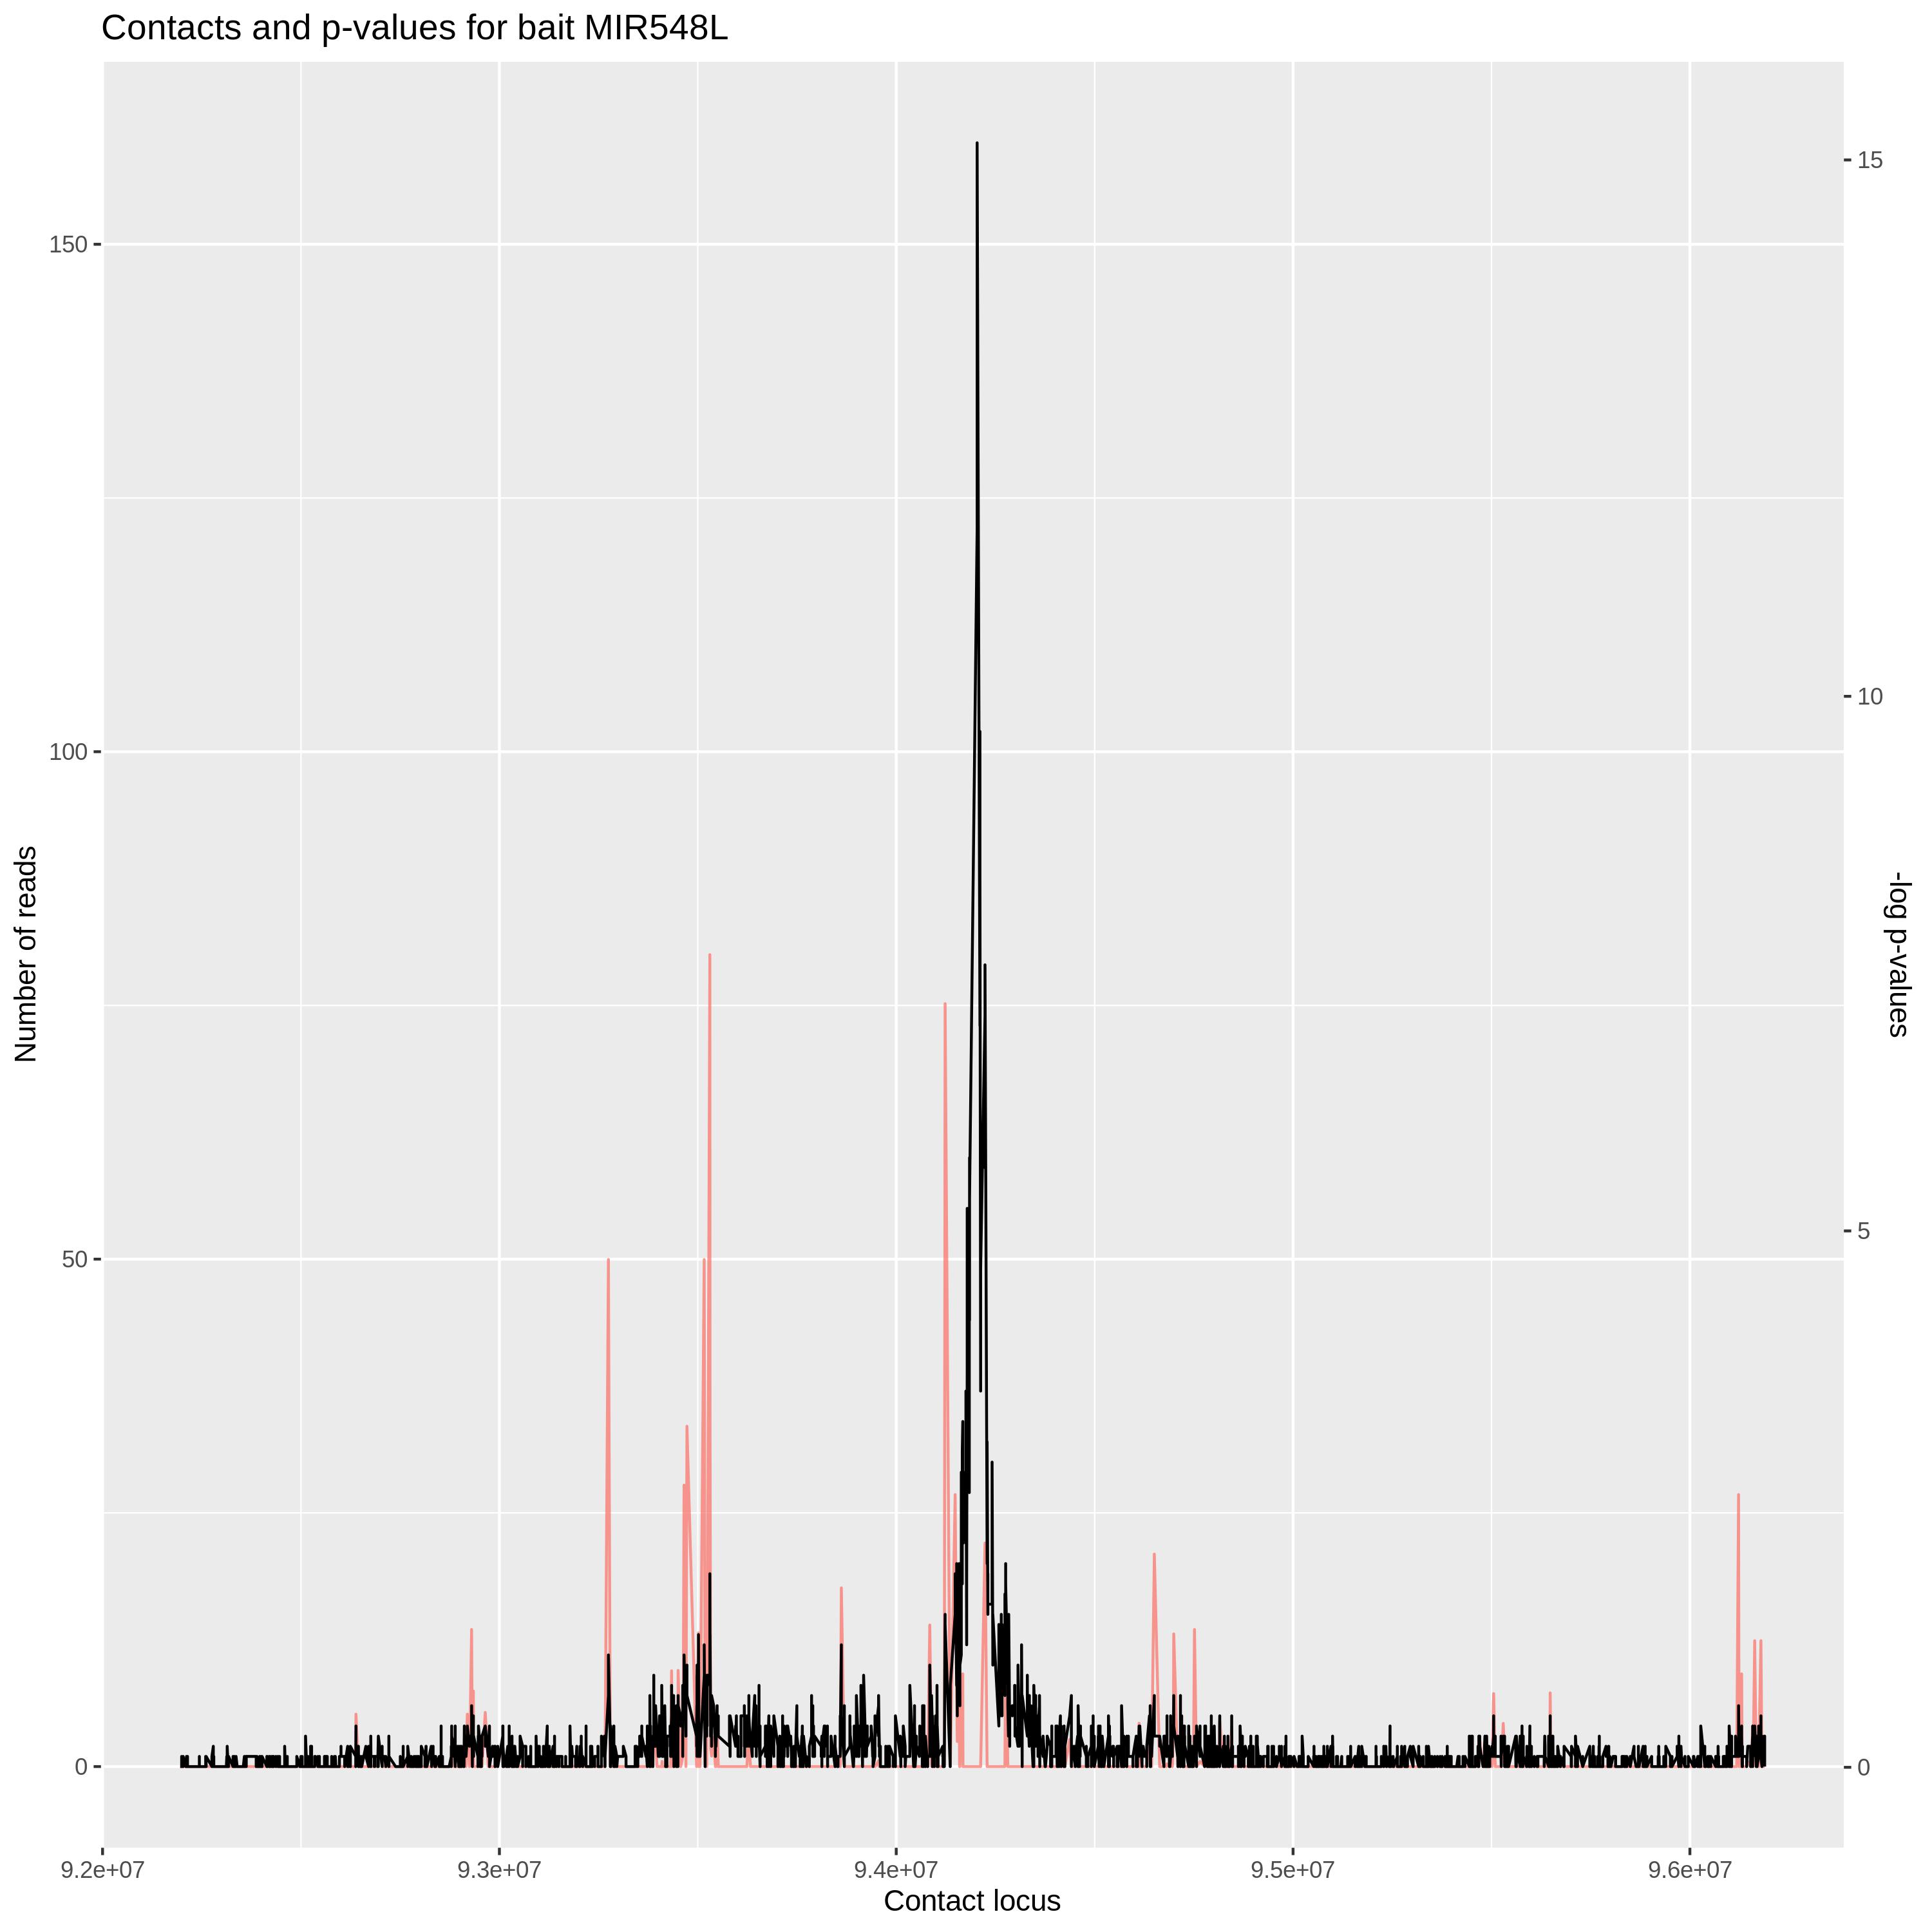 Contacts and p-values for bait MIR548L
150
100
50
0
15
10
5
0
Number of reads
-log p-values
9.2e+07 9.3e+07 9.4e+07 9.5e+07 9.6e+07
Contact locus